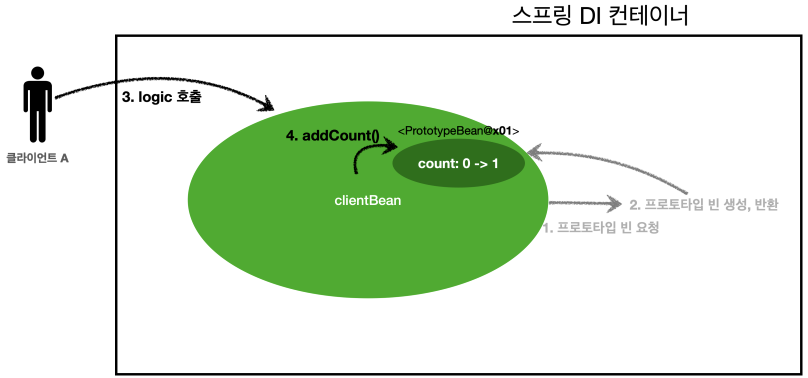 스프링 DI 컨테이너
3. logic 호출
클라이언트 A
4. addCount()
<PrototypeBean@x01>
count: 0 -> 1
clientBean
2. 프로토타입 빈 생성, 반환
1. 프로토타입 빈 요청